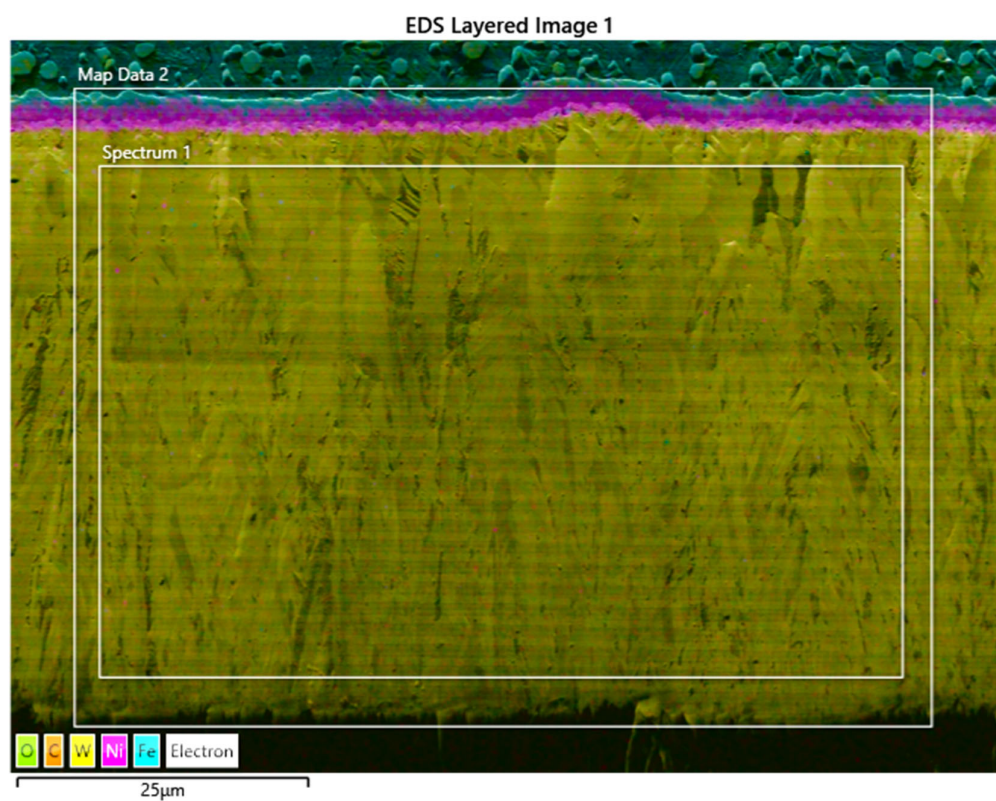 EDS Layered Image 1
Map Data 2
Spectrum 1
O C W Ni Fe Electron
25µm